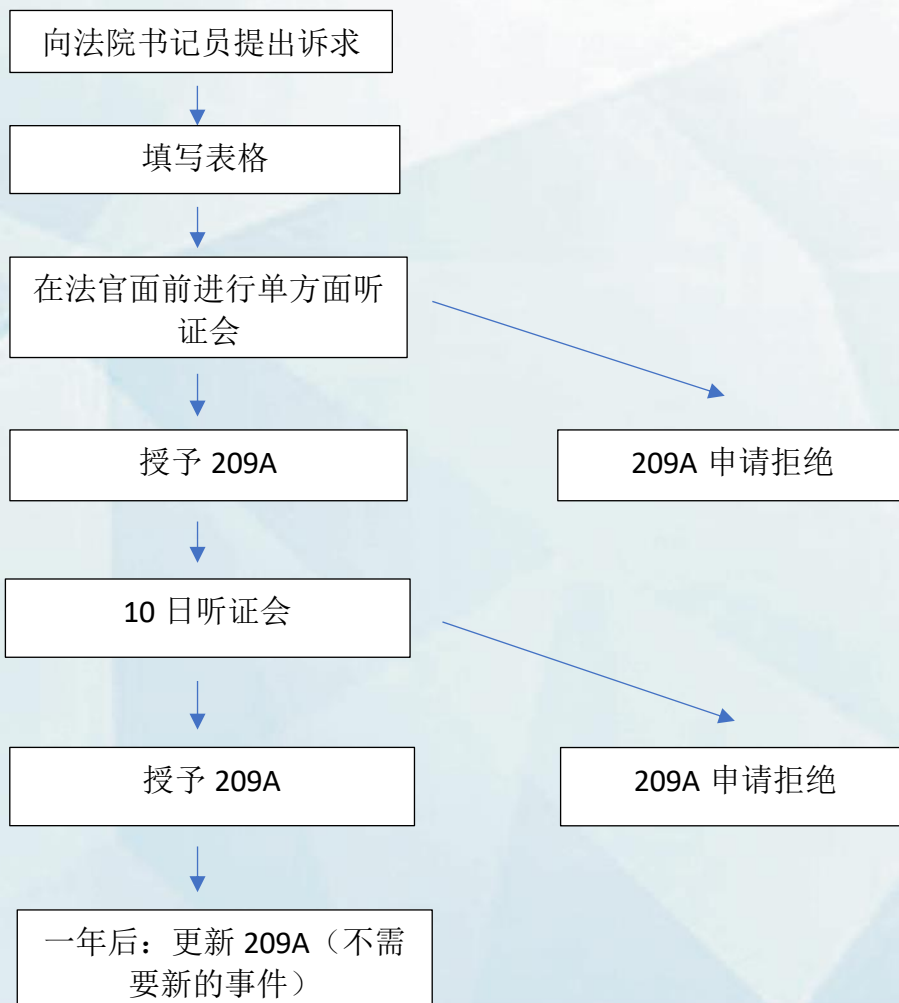 向法院书记员提出诉求
填写表格
在法官面前进行单方面听
证会
授予 209A
209A 申请拒绝
10 日听证会
授予 209A
209A 申请拒绝
一年后：更新 209A（不需
要新的事件）